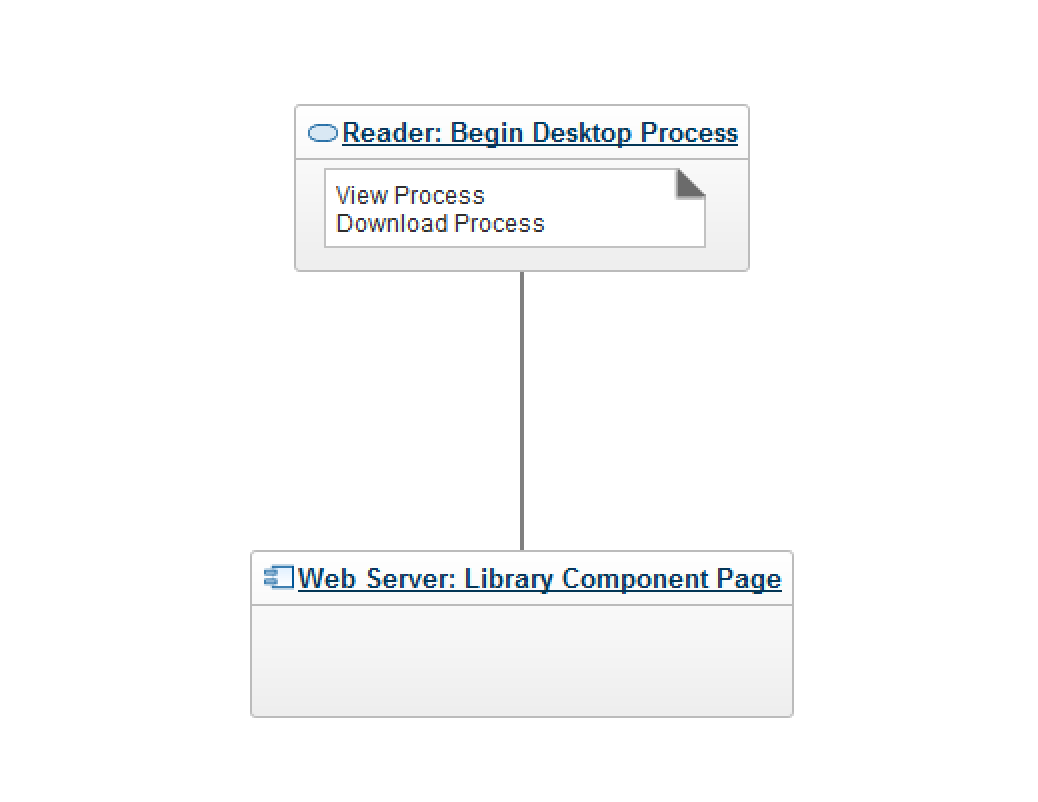 Reader: Begin Desktop Process
View Process
Download Process
Web Server: Library Component Page